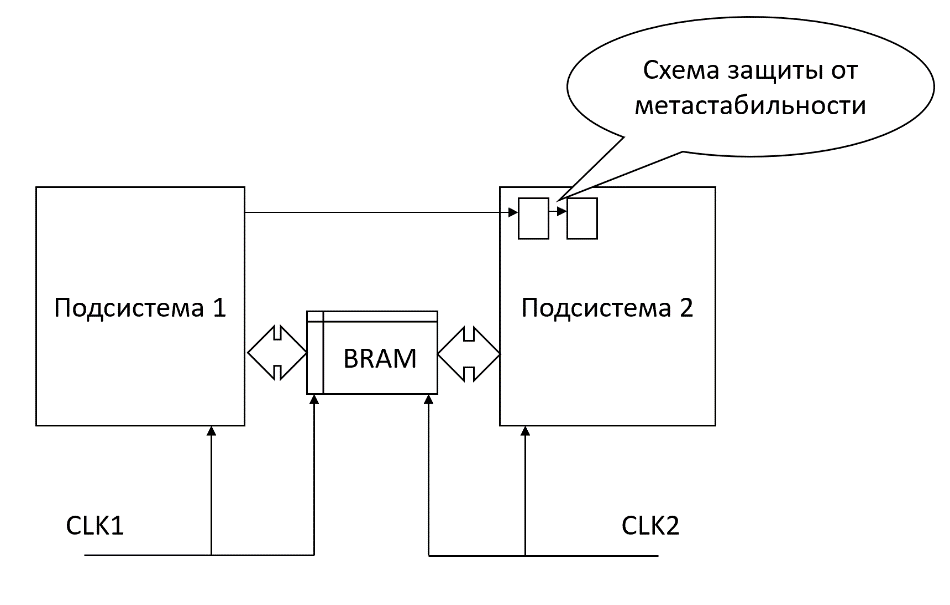 Схема защиты от
метастабильности
Подсистема 1
Подсистема 2
BRAM
CLK1
CLK2